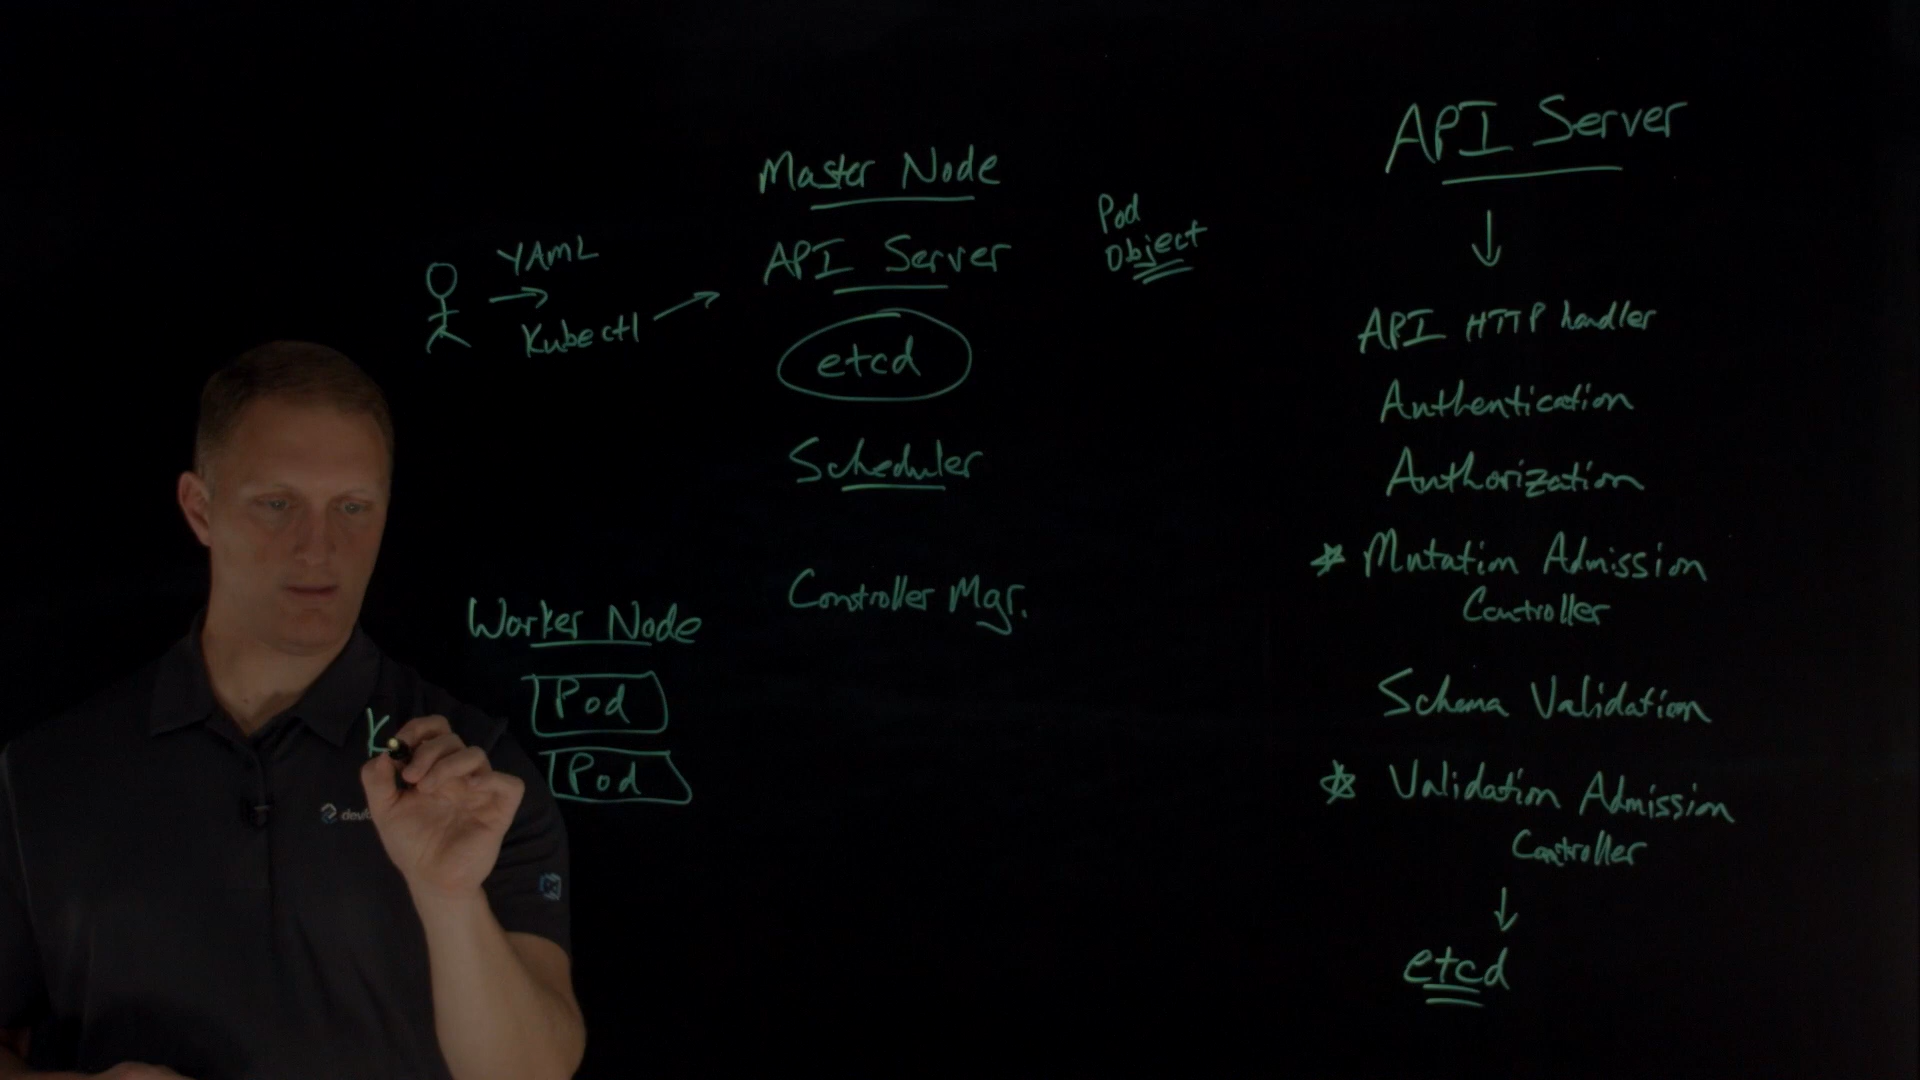 API Server
Master Node
Pod
Object
YAML
API Server
Kubectl
etcd
Scheduler
Controller Mgr.
Worker Node
Pod
Pod
K
API HTTP handler
Authentication
Authorization
* Mutation Admission
Controller
Schema Validation
* Validation Admission
Controller
etcd